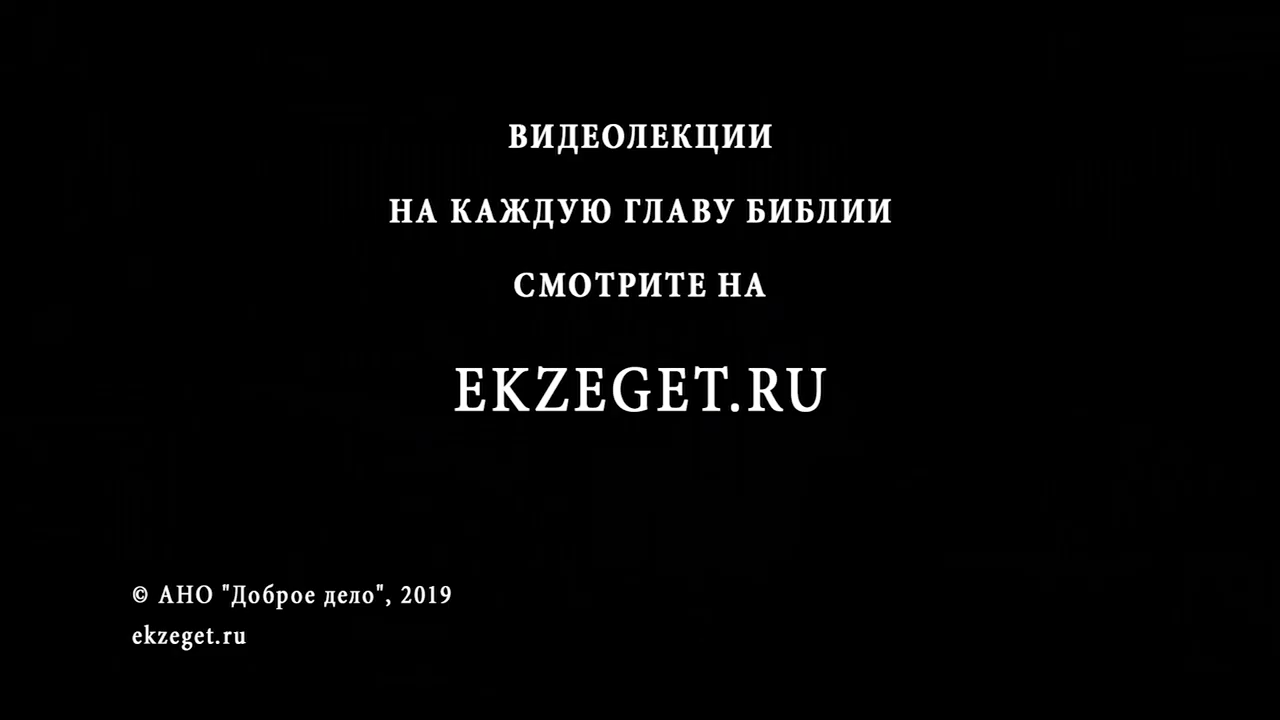 ВИДЕОЛЕКЦИИ
НА КАЖДУЮ ГЛАВУ БИБЛИИ
СМОТРИТЕ НА
EKZEGET.RU
© АНО "Доброе дело", 2019
ekzeget.ru